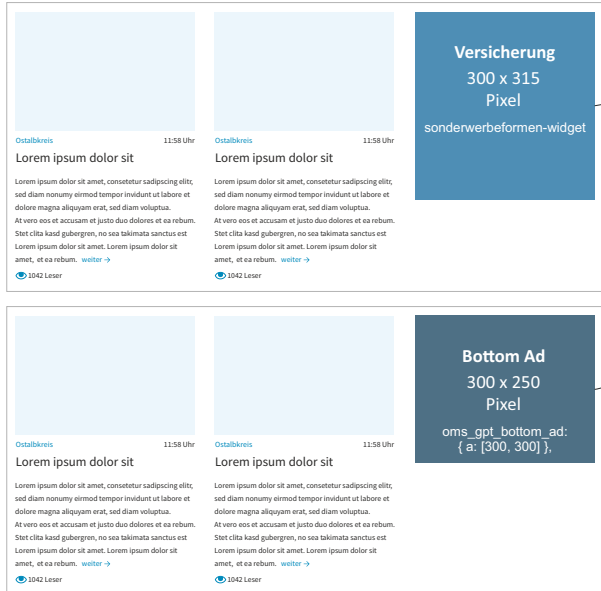 Ostalbkreis 11:58 Uhr
Lorem ipsum dolor sit
Lorem ipsum dolor sit amet, consetetur sadipscing elitr,
sed diam nonumy eirmod tempor invidunt ut labore et
dolore magna aliquyam erat, sed diam voluptua.
At vero eos et accusam et justo duo dolores et ea rebum.
Stet clita kasd gubergren, no sea takimata sanctus est
Lorem ipsum dolor sit amet. Lorem ipsum dolor sit
amet, et ea rebum. weiter →
1042 Leser
Ostalbkreis 11:58 Uhr
Lorem ipsum dolor sit
Lorem ipsum dolor sit amet, consetetur sadipscing elitr,
sed diam nonumy eirmod tempor invidunt ut labore et
dolore magna aliquyam erat, sed diam voluptua.
At vero eos et accusam et justo duo dolores et ea rebum.
Stet clita kasd gubergren, no sea takimata sanctus est
Lorem ipsum dolor sit amet. Lorem ipsum dolor sit
amet, et ea rebum. weiter →
1042 Leser
Versicherung
300 x 315
Pixel
sonderwerbeformen-widget
Ostalbkreis 11:58 Uhr
Lorem ipsum dolor sit
Lorem ipsum dolor sit amet, consetetur sadipscing elitr,
sed diam nonumy eirmod tempor invidunt ut labore et
dolore magna aliquyam erat, sed diam voluptua.
At vero eos et accusam et justo duo dolores et ea rebum.
Stet clita kasd gubergren, no sea takimata sanctus est
Lorem ipsum dolor sit amet. Lorem ipsum dolor sit
amet, et ea rebum. weiter →
1042 Leser
Ostalbkreis 11:58 Uhr
Lorem ipsum dolor sit
Lorem ipsum dolor sit amet, consetetur sadipscing elitr,
sed diam nonumy eirmod tempor invidunt ut labore et
dolore magna aliquyam erat, sed diam voluptua.
At vero eos et accusam et justo duo dolores et ea rebum.
Stet clita kasd gubergren, no sea takimata sanctus est
Lorem ipsum dolor sit amet. Lorem ipsum dolor sit
amet, et ea rebum. weiter →
1042 Leser
Bottom Ad
300 x 250
Pixel
oms_gpt_bottom_ad:
{ a: [300, 300] },